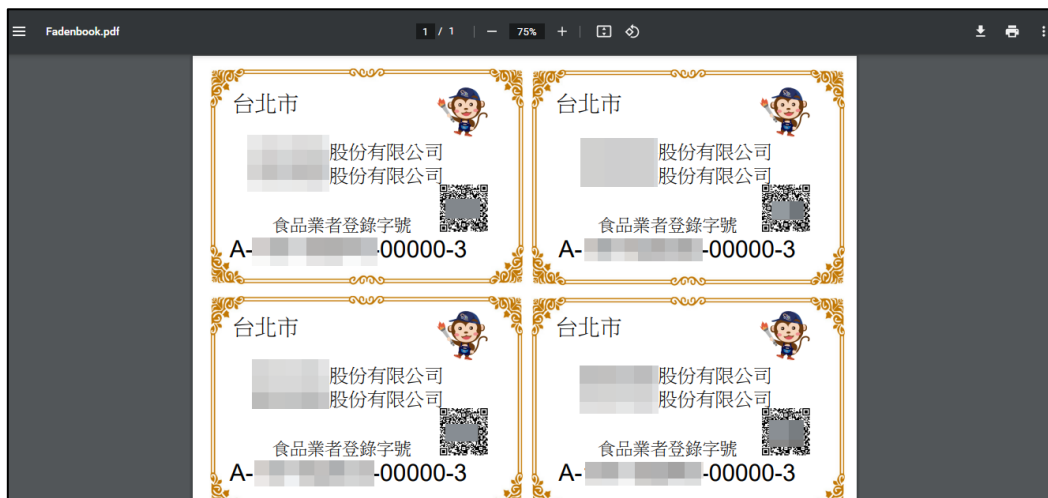 Fadenbook.pdf
1 / 1
75%
台北市
股份有限公司
股份有限公司
食品業者登錄字號
A-
-00000-3
台北市
股份有限公司
股份有限公司
食品業者登錄字號
A-
-00000-3
台北市
股份有限公司
股份有限公司
食品業者登錄字號
A-
-00000-3
台北市
股份有限公司
股份有限公司
食品業者登錄字號
A-
-00000-3